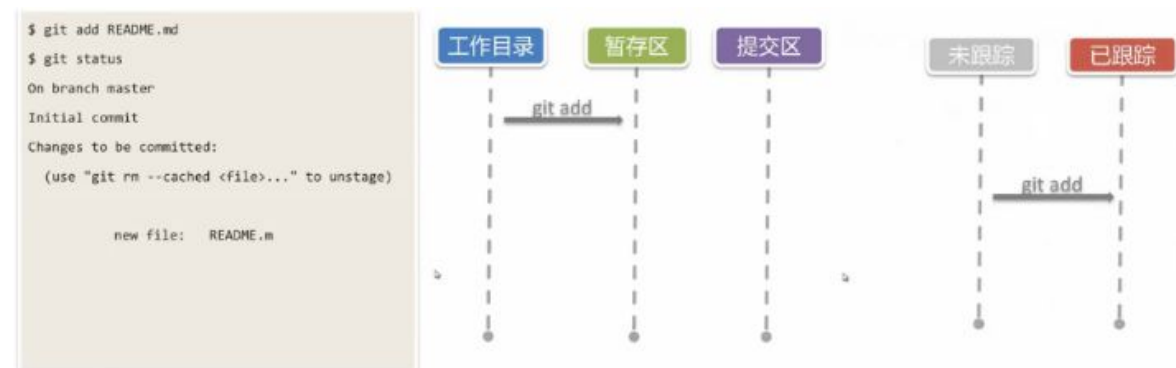 $ git add README.md
$ git status
On branch master
Initial commit
Changes to be committed:
(use "git rm --cached <file>..." to unstage)
new file: README.m
工作目录
暂存区
提交区
git add
未跟踪
已跟踪
git add